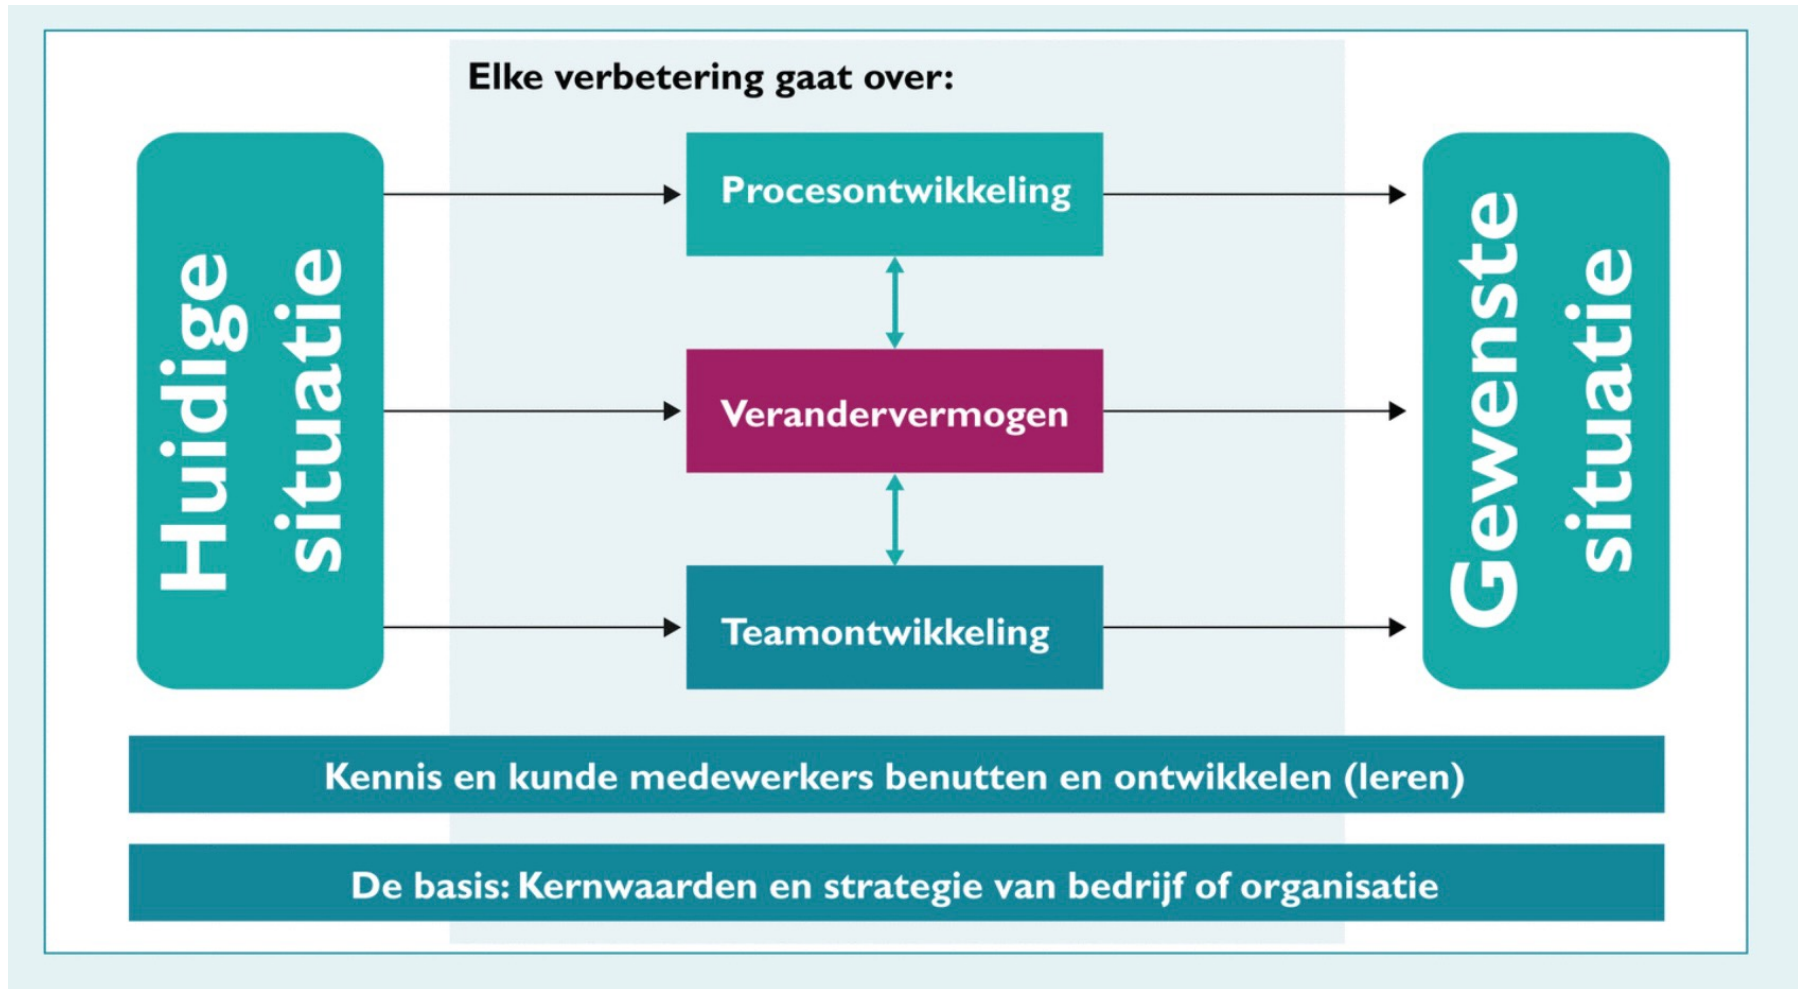 Elke verbetering gaat over:
Huidige
situatie
Procesontwikkeling
Verandervermogen
Teamontwikkeling
Gewenste
situatie
Kennis en kunde medewerkers benutten en ontwikkelen (leren)
De basis: Kernwaarden en strategie van bedrijf of organisatie